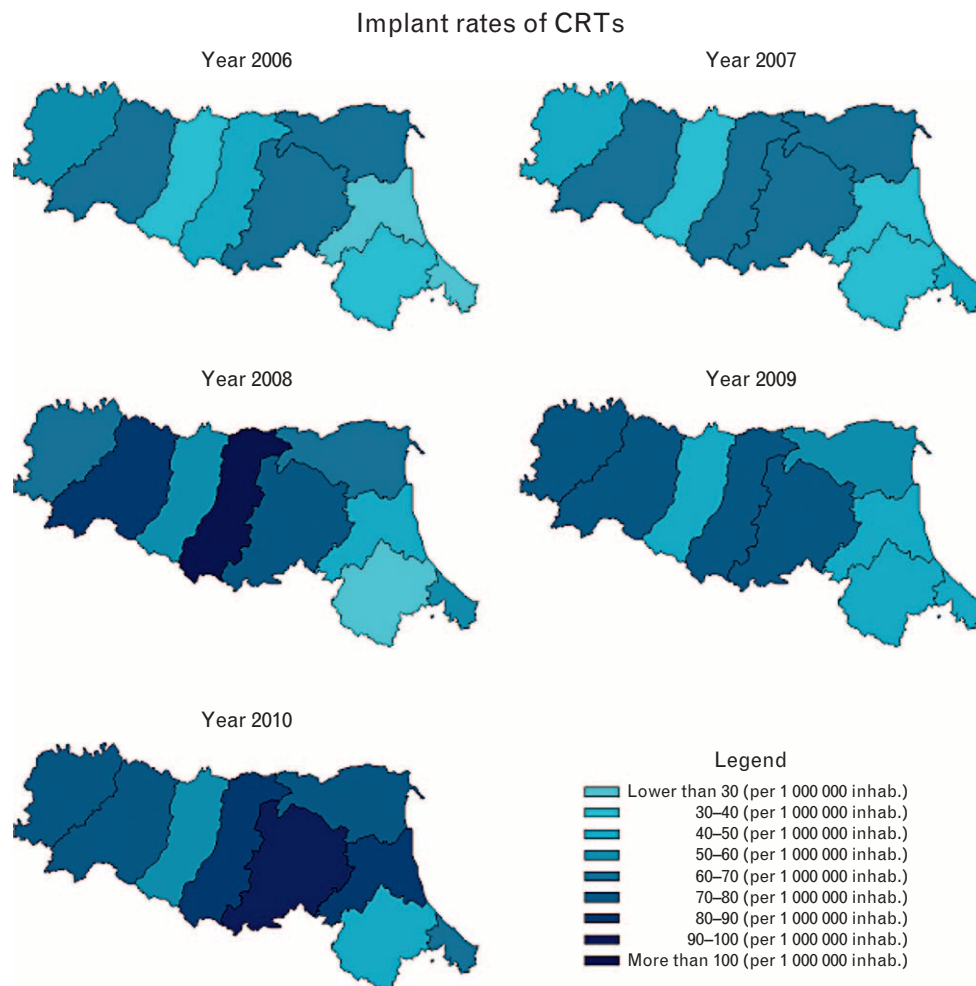 Implant rates of CRTs
Year 2006
Year 2007
Year 2008
Year 2009
Year 2010
Legend
Lower than 30 (per 1 000 000 inhab.)
30–40 (per 1 000 000 inhab.)
40–50 (per 1 000 000 inhab.)
50–60 (per 1 000 000 inhab.)
60–70 (per 1 000 000 inhab.)
70–80 (per 1 000 000 inhab.)
80–90 (per 1 000 000 inhab.)
90–100 (per 1 000 000 inhab.)
More than 100 (per 1 000 000 inhab.)